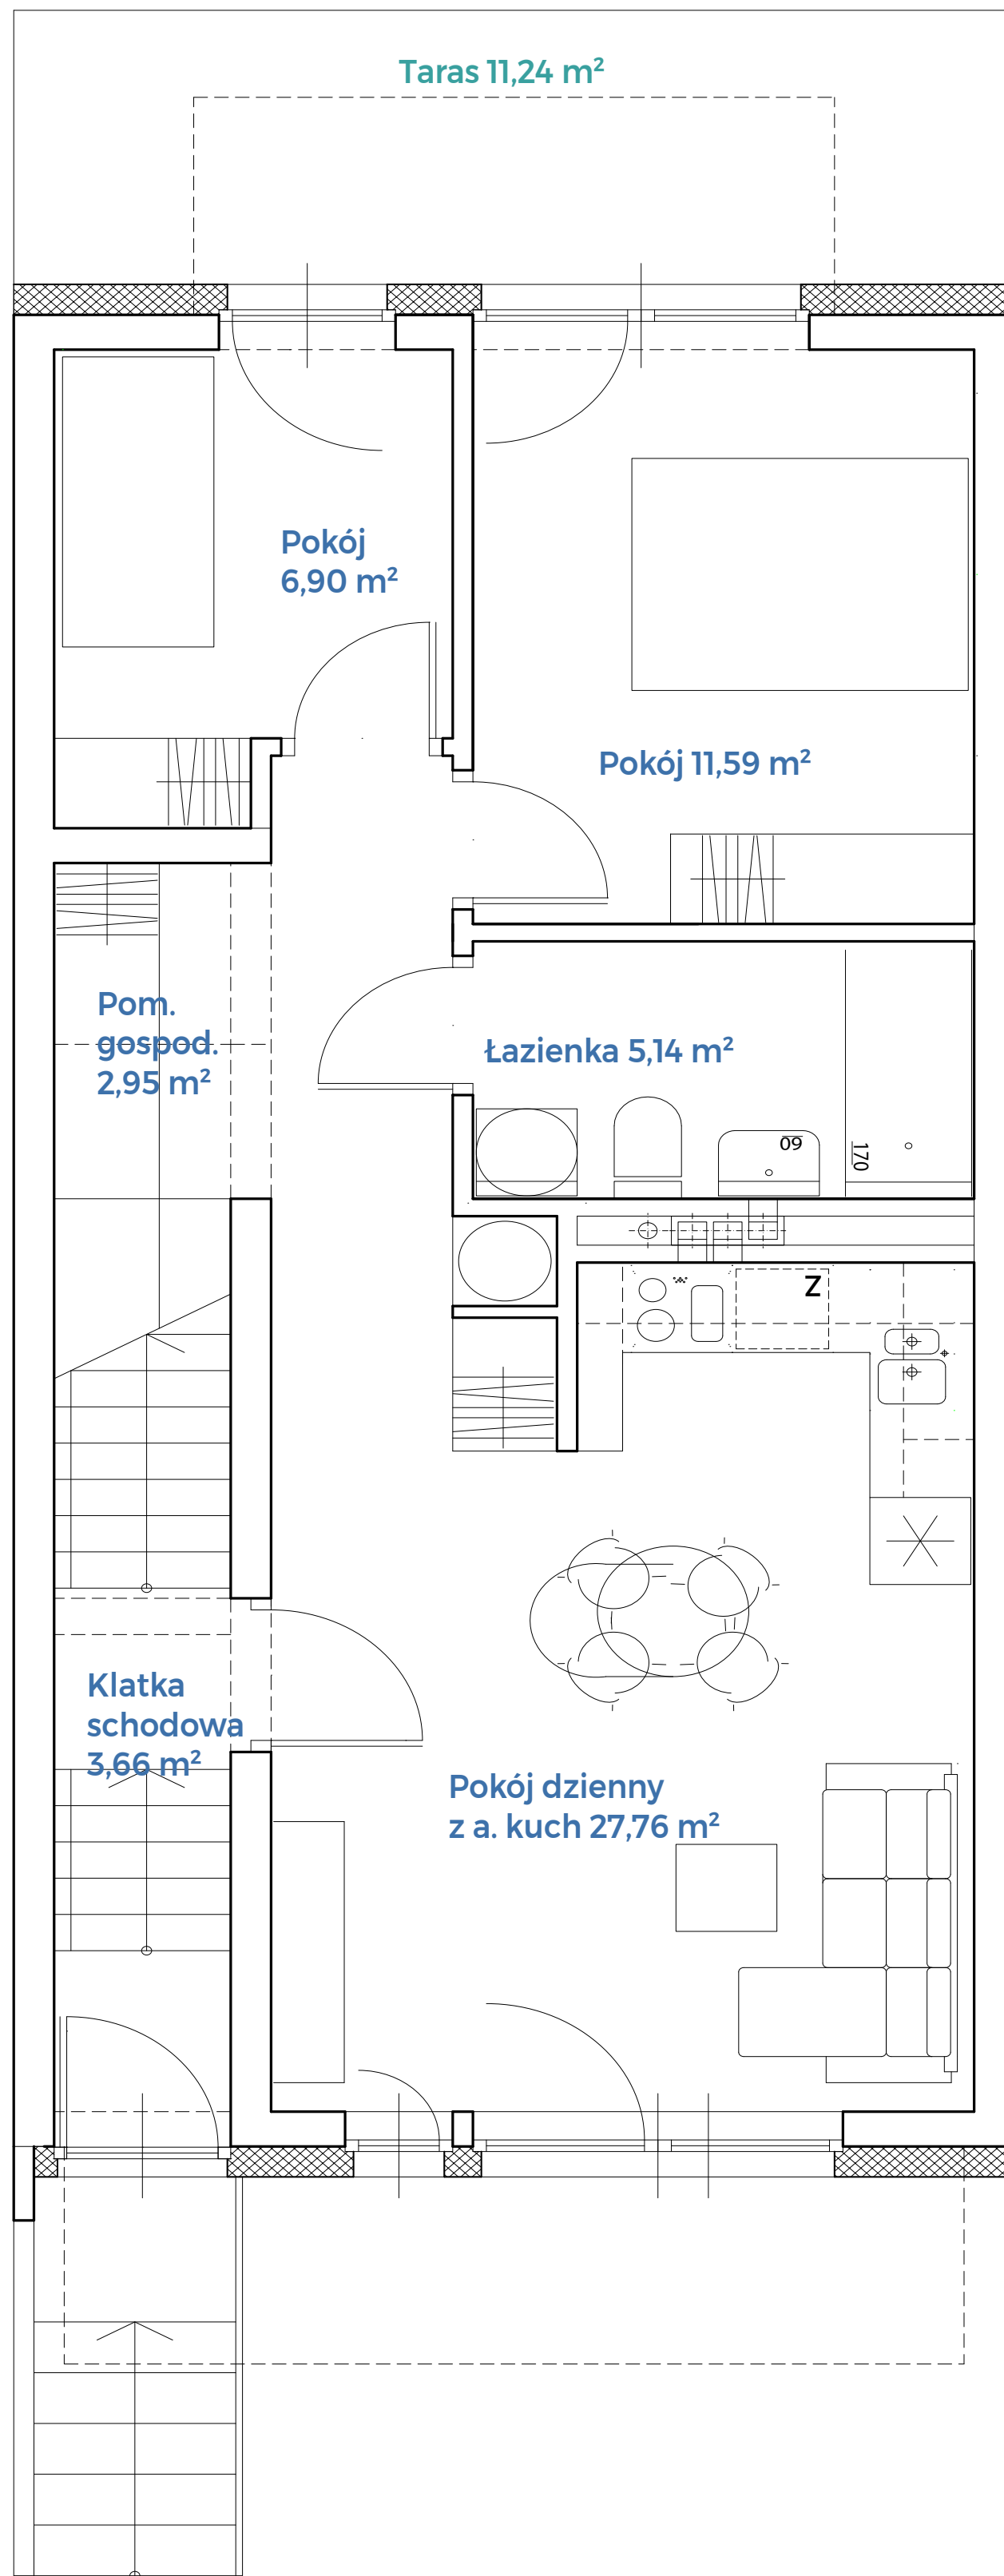 Taras 11,24 m²
Pokój
6,90 m²
Pokój 11,59 m²
Pom.
gospod.
2,95 m²
Łazienka 5,14 m²
60
170
Z
Klatka
schodowa
3,66 m²
Pokój dzienny
z a. kuch 27,76 m²